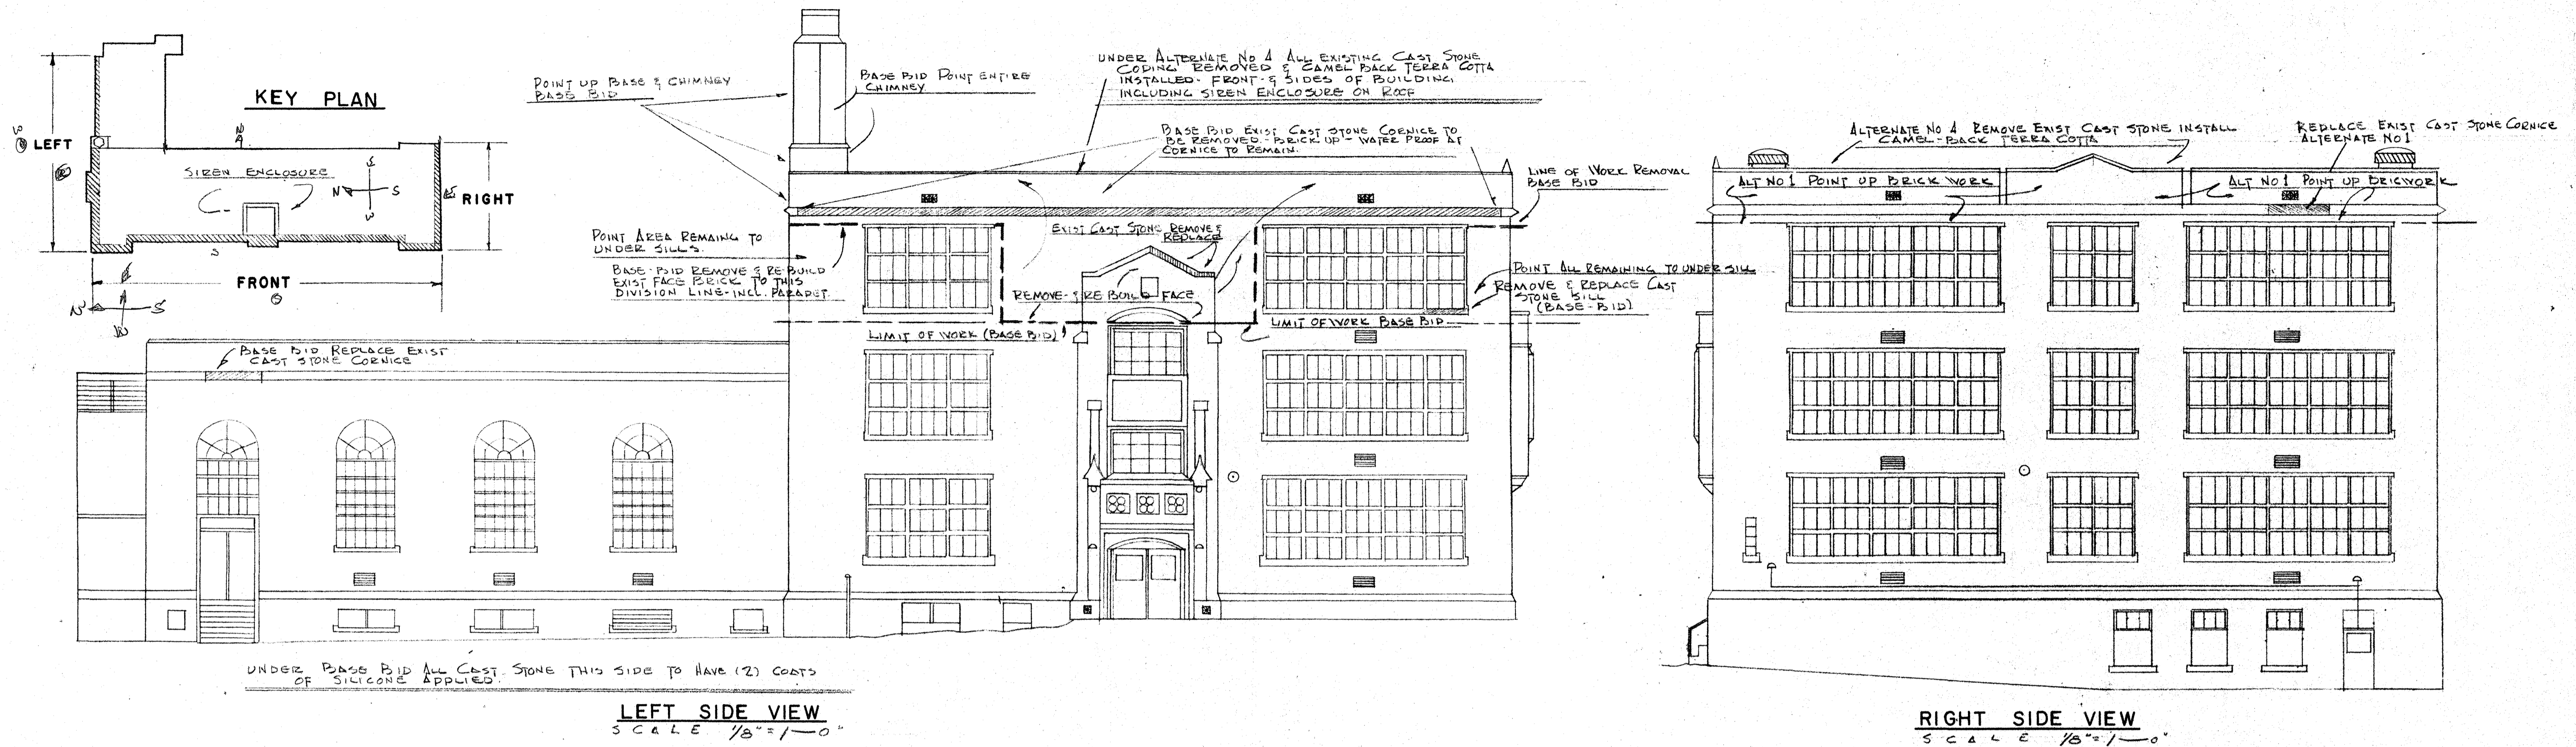 KEY PLAN
LEFT
N
SIREN ENCLOSURE
N
S
W
RIGHT
S
FRONT
N
S
W
POINT UP BASE & CHIMNEY
BASE BID
BASE BID POINT ENTIRE
CHIMNEY
UNDER ALTERNATE No 4 ALL EXISTING CAST STONE
CODING REMOVED & CAMEL BACK TERRA COTTA
INSTALLED - FRONT - & SIDES OF BUILDING
INCLUDING SIREN ENCLOSURE ON ROOF
BASE BID EXIST CAST STONE CORNICE TO
BE REMOVED - BRICK UP - WATER PROOF AT
CORNICE TO REMAIN.
LINE OF WORK REMOVAL
BASE BID
POINT AREA REMAING TO
UNDER SILLS.
BASE-BID REMOVE & RE-BUILD
EXIST FACE BRICK TO THIS
DIVISION LINE-INCL. PARAPET
EXIST CAST STONE REMOVE &
REPLACE
REMOVE - & REBUILD FACE
LIMIT OF WORK (BASE BID)
LIMIT OF WORK BASE BID
POINT ALL REMAINING TO UNDER SILL
REMOVE & REPLACE CAST
STONE SILL
(BASE-BID)
BASE BID REPLACE EXIST
CAST STONE CORNICE
UNDER BASE BID ALL CAST STONE THIS SIDE TO HAVE (2) COATS
OF SILICONE APPLIED.
LEFT SIDE VIEW
SCALE 1/8"=1'-0"
ALTERNATE No 4 REMOVE EXIST CAST STONE INSTALL
CAMEL-BACK TERRA COTTA
REPLACE EXIST CAST STONE CORNICE
ALTERNATE NO1
ALT NO 1 POINT UP BRICK WORK
ALT NO 1 POINT UP BRICWORK
RIGHT SIDE VIEW
SCALE 1/8"=1'-0"